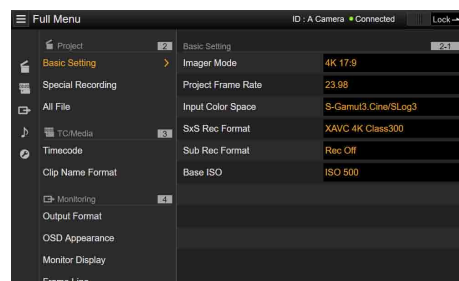 Full Menu
ID : A Camera Connected
Lock
Project 2
Basic Setting >
Special Recording
All File
TC/Media 3
Timecode
Clip Name Format
Monitoring 4
Output Format
OSD Appearance
Monitor Display
Frame Line
Basic Setting 2-1
Imager Mode 4K 17:9
Project Frame Rate 23.98
Input Color Space S-Gamut3.Cine/SLog3
SxS Rec Format XAVC 4K Class300
Sub Rec Format Rec Off
Base ISO ISO 500